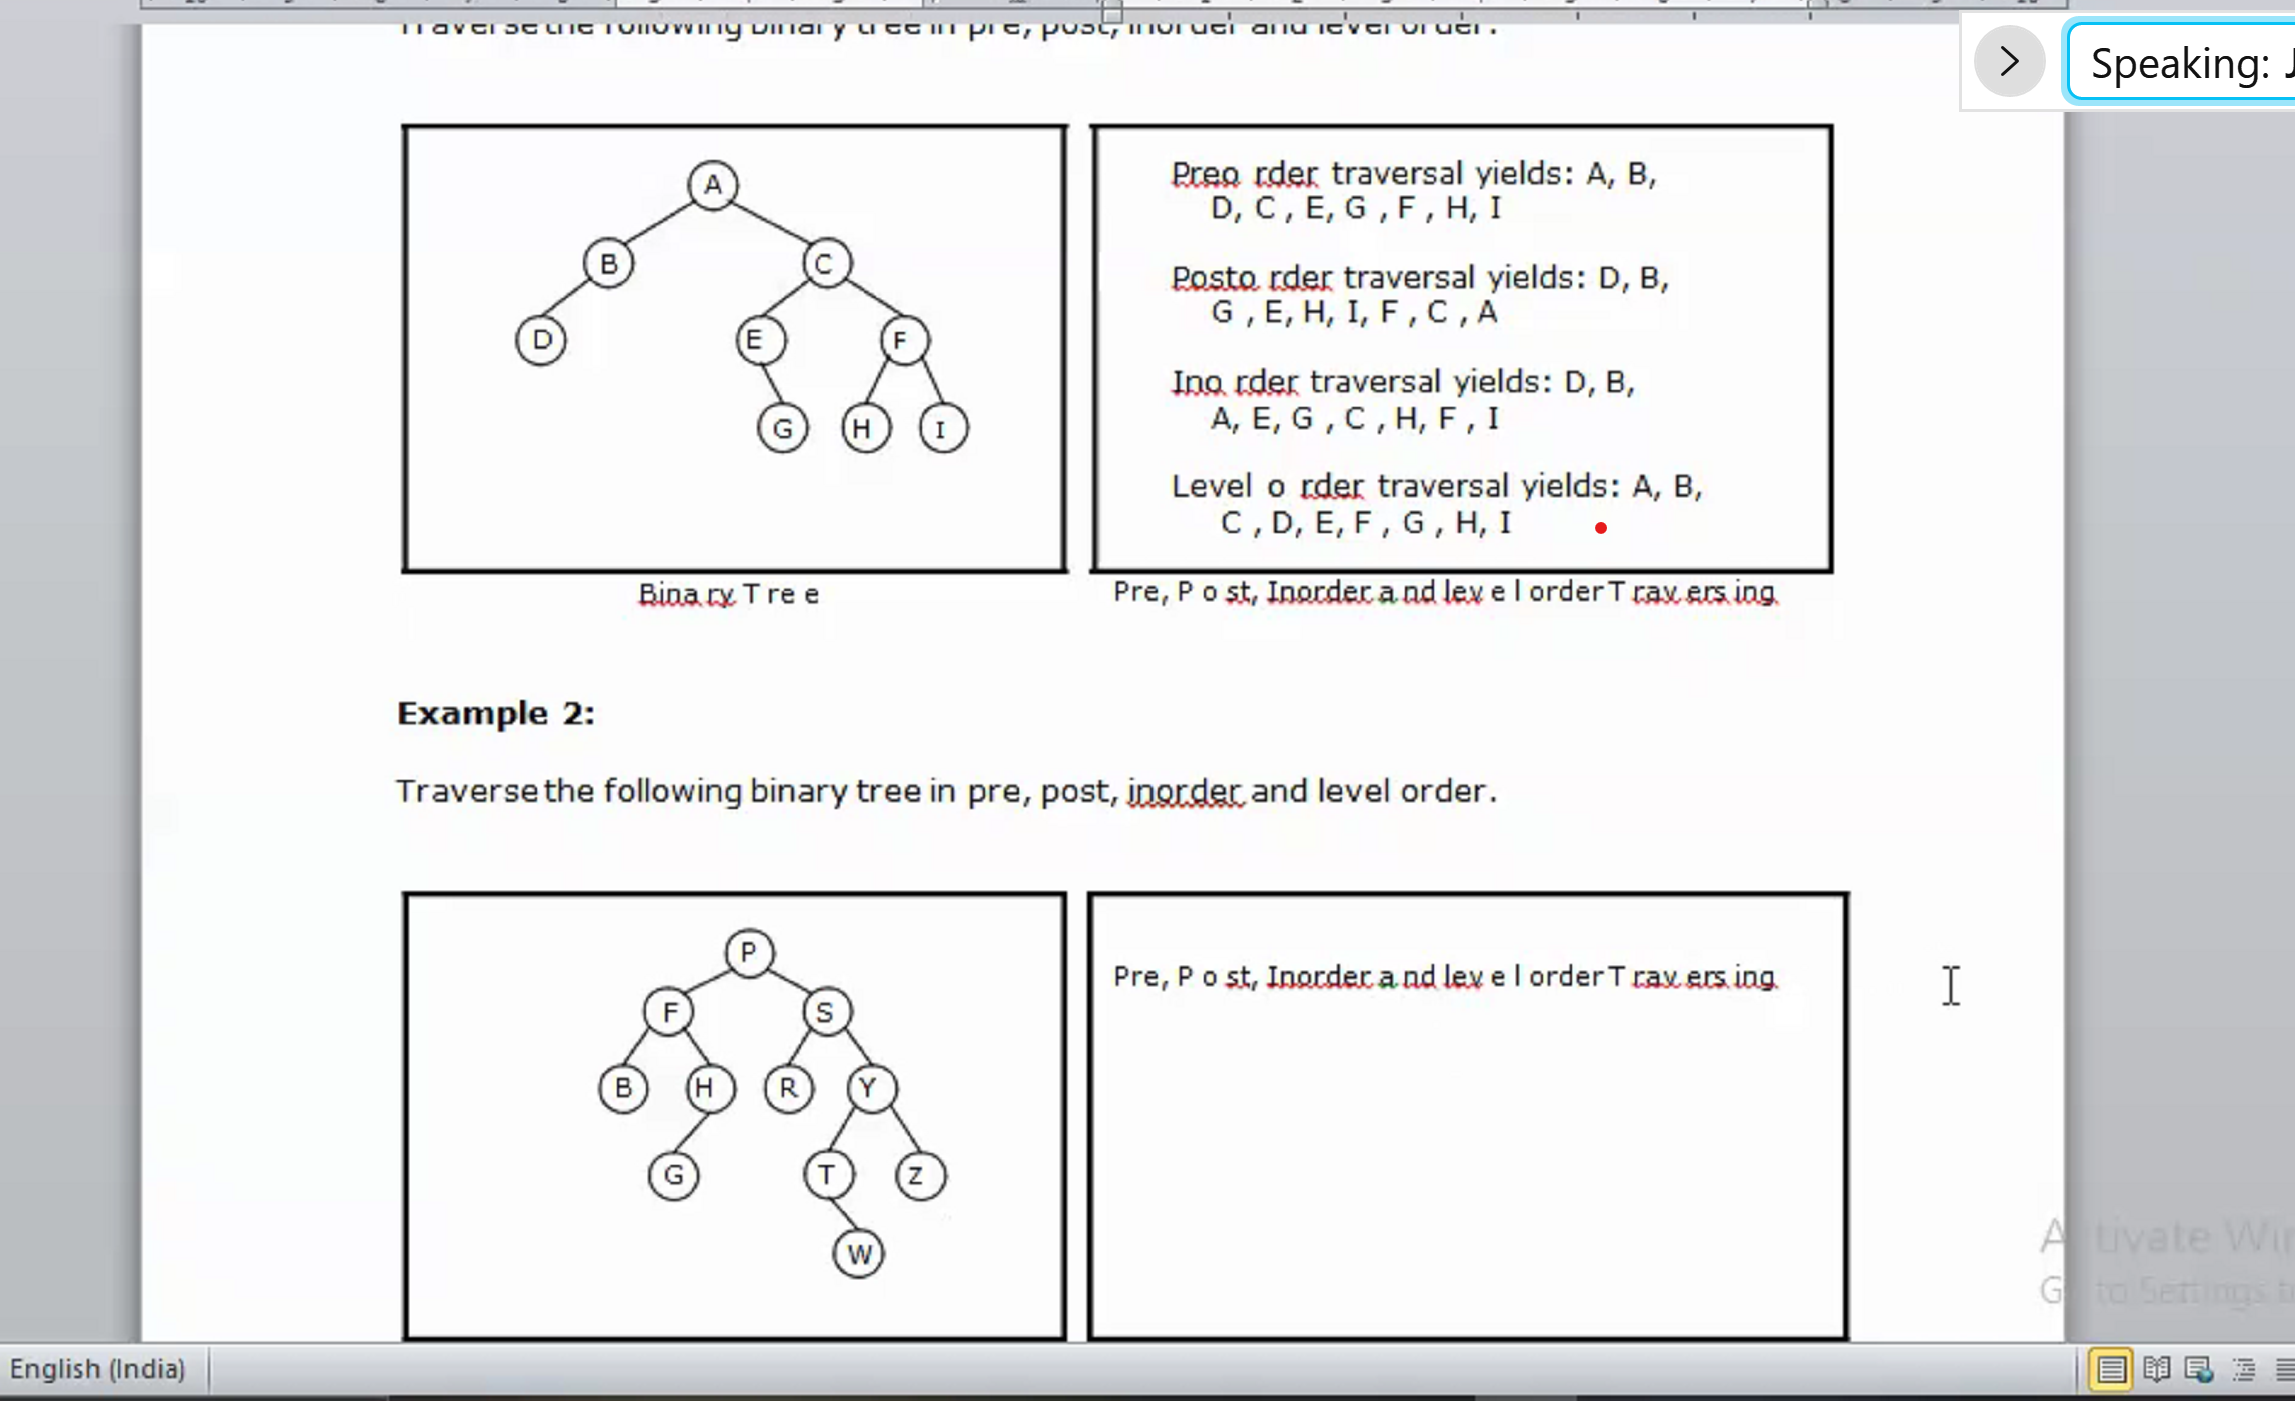 Traverse the following binary tree in pre, post, inorder and level order.
Speaking: J
A
B
C
D
E
F
G
H
I
Preo rder traversal yields: A, B,
D, C , E, G , F , H, I
Posto rder traversal yields: D, B,
G , E, H, I, F , C , A
Ino rder traversal yields: D, B,
A, E, G , C , H, F , I
Level o rder traversal yields: A, B,
C , D, E, F , G , H, I
Bina ry T re e
Pre, P o st, Inorder a nd lev e l order T rav ers ing
Example 2:
Traverse the following binary tree in pre, post, inorder and level order.
P
F
S
B
H
R
Y
G
T
Z
W
Pre, P o st, Inorder a nd lev e l order T rav ers ing
Activate Win
Go to Settings t
English (India)